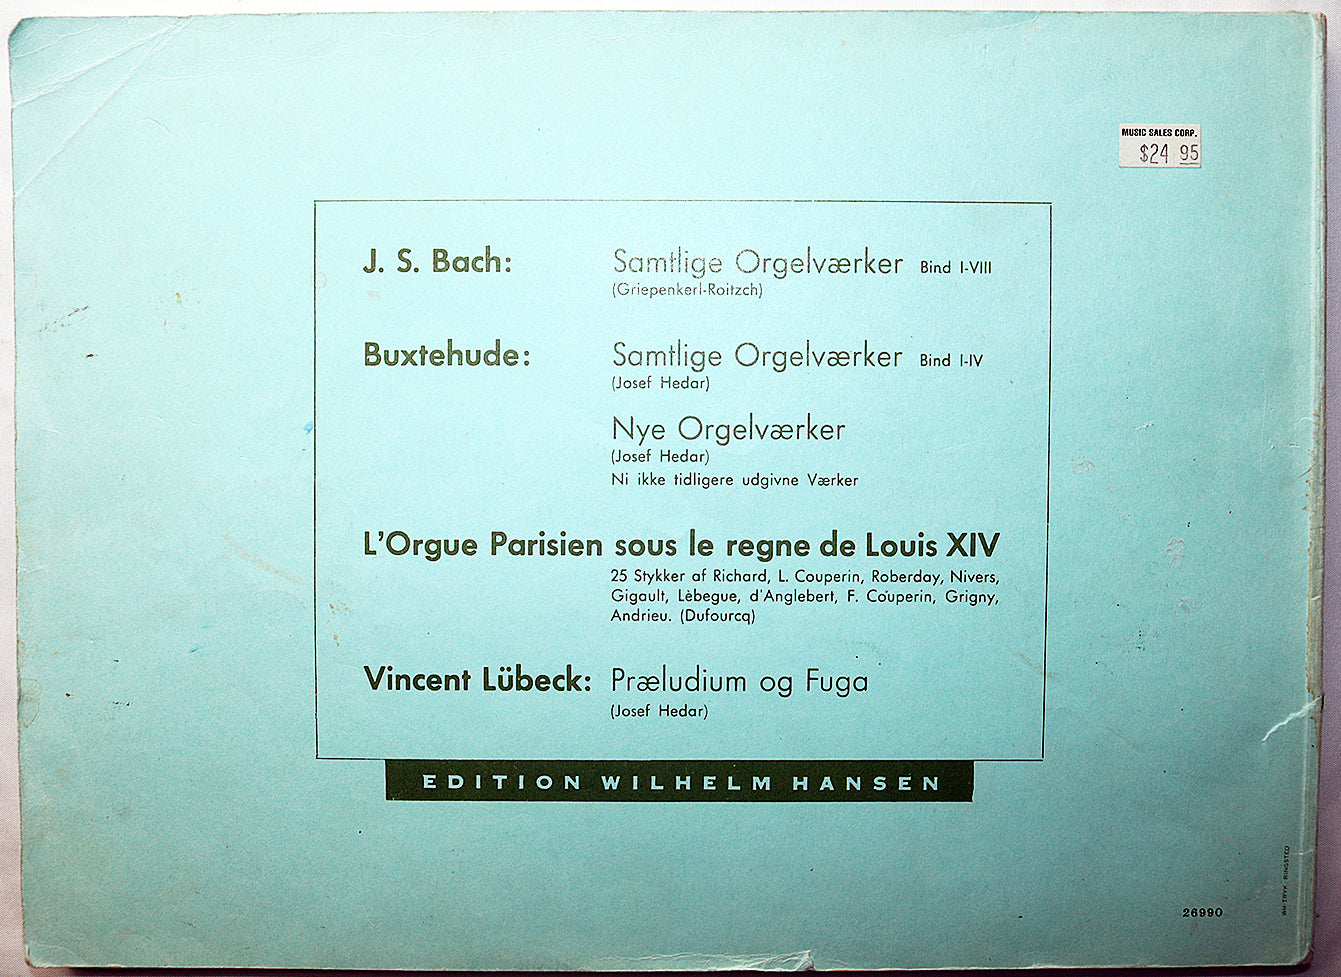 MUSIC SALES CORP.
$24 95
J. S. Bach: Samtlige Orgelværker Bind I-VIII
(Griepenkerl-Roitzch)
Buxtehude: Samtlige Orgelværker Bind I-IV
(Josef Hedar)
Nye Orgelværker
(Josef Hedar)
Ni ikke tidligere udgivne Værker
L'Orgue Parisien sous le regne de Louis XIV
25 Stykker af Richard, L. Couperin, Roberday, Nivers,
Gigault, Lèbegue, d'Anglebert, F. Couperin, Grigny,
Andrieu. (Dufourcq)
Vincent Lübeck: Præludium og Fuga
(Josef Hedar)
EDITION WILHELM HANSEN
26990
WH TRYK. RINGSTED